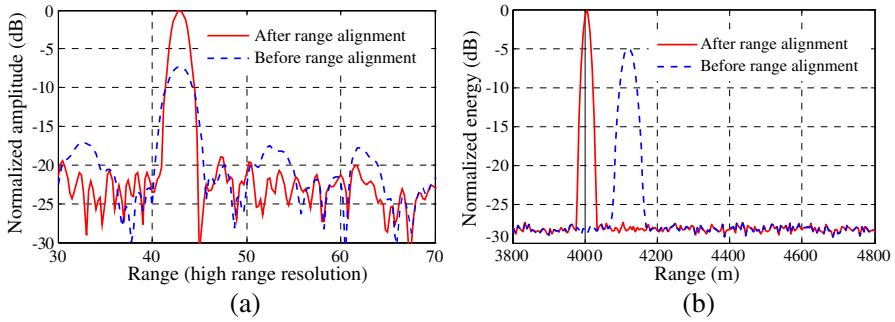 Normalized amplitude (dB)
0
-5
-10
-15
-20
-25
-30
After range alignment
Before range alignment
30
40
50
60
70
Range (high range resolution)
(a)
Normalized energy (dB)
0
-5
-10
-15
-20
-25
-30
After range alignment
Before range alignment
3800
4000
4200
4400
4600
4800
Range (m)
(b)